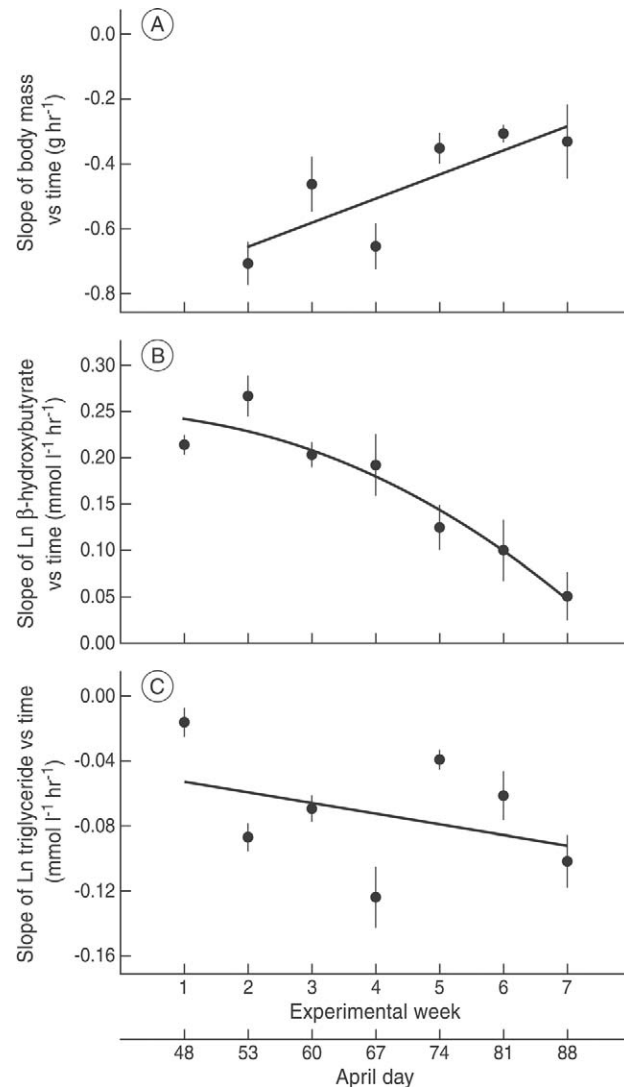 A
Slope of body mass
vs time (g hr⁻¹)
0.0
-0.2
-0.4
-0.6
-0.8
B
Slope of Ln β-hydroxybutyrate
vs time (mmol l⁻¹ hr⁻¹)
0.30
0.25
0.20
0.15
0.10
0.05
0.00
C
Slope of Ln triglyceride vs time
(mmol l⁻¹ hr⁻¹)
0.00
-0.04
-0.08
-0.12
-0.16
1 2 3 4 5 6 7
Experimental week
48 53 60 67 74 81 88
April day